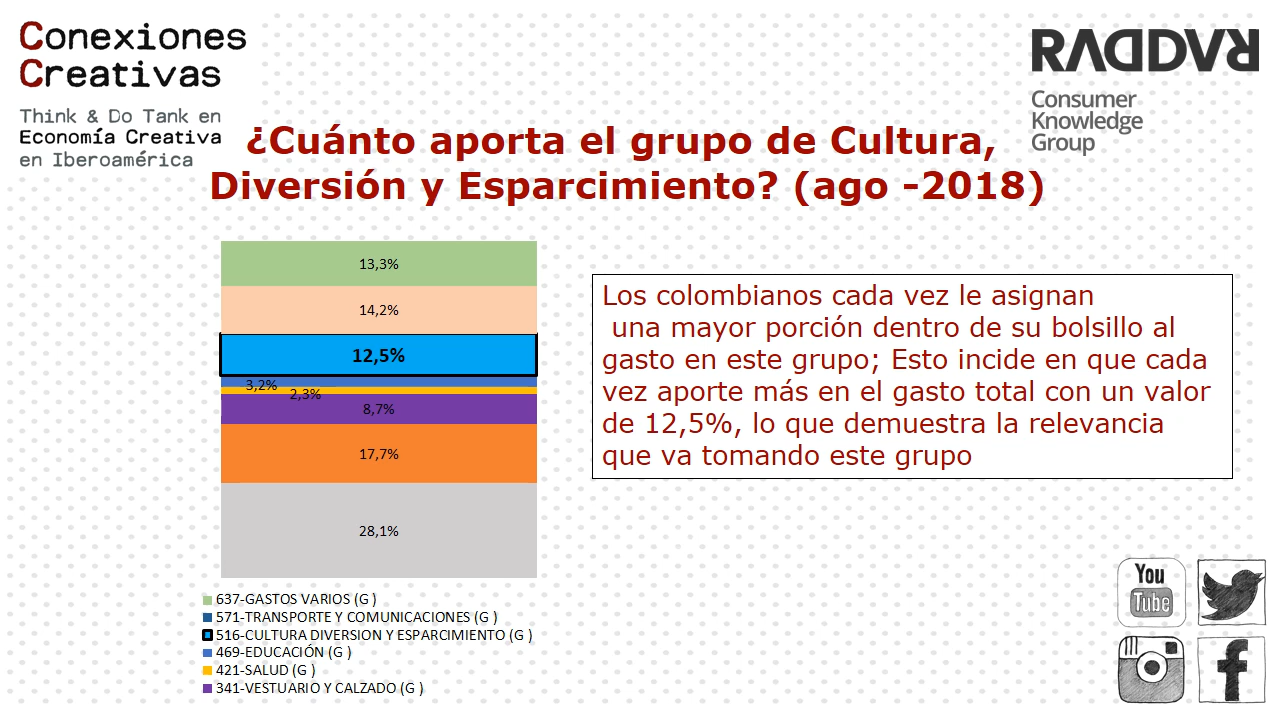 Conexiones
Creativas
Think & Do Tank en
Economía Creativa
en Iberoamérica
RADDAR
Consumer
Knowledge
Group
¿Cuánto aporta el grupo de Cultura,
Diversión y Esparcimiento? (ago -2018)
13,3%
14,2%
12,5%
3,2%
2,3%
8,7%
17,7%
28,1%
Los colombianos cada vez le asignan
una mayor porción dentro de su bolsillo al
gasto en este grupo; Esto incide en que cada
vez aporte más en el gasto total con un valor
de 12,5%, lo que demuestra la relevancia
que va tomando este grupo
637-GASTOS VARIOS (G )
571-TRANSPORTE Y COMUNICACIONES (G )
516-CULTURA DIVERSION Y ESPARCIMIENTO (G )
469-EDUCACIÓN (G )
421-SALUD (G )
341-VESTUARIO Y CALZADO (G )
You
Tube